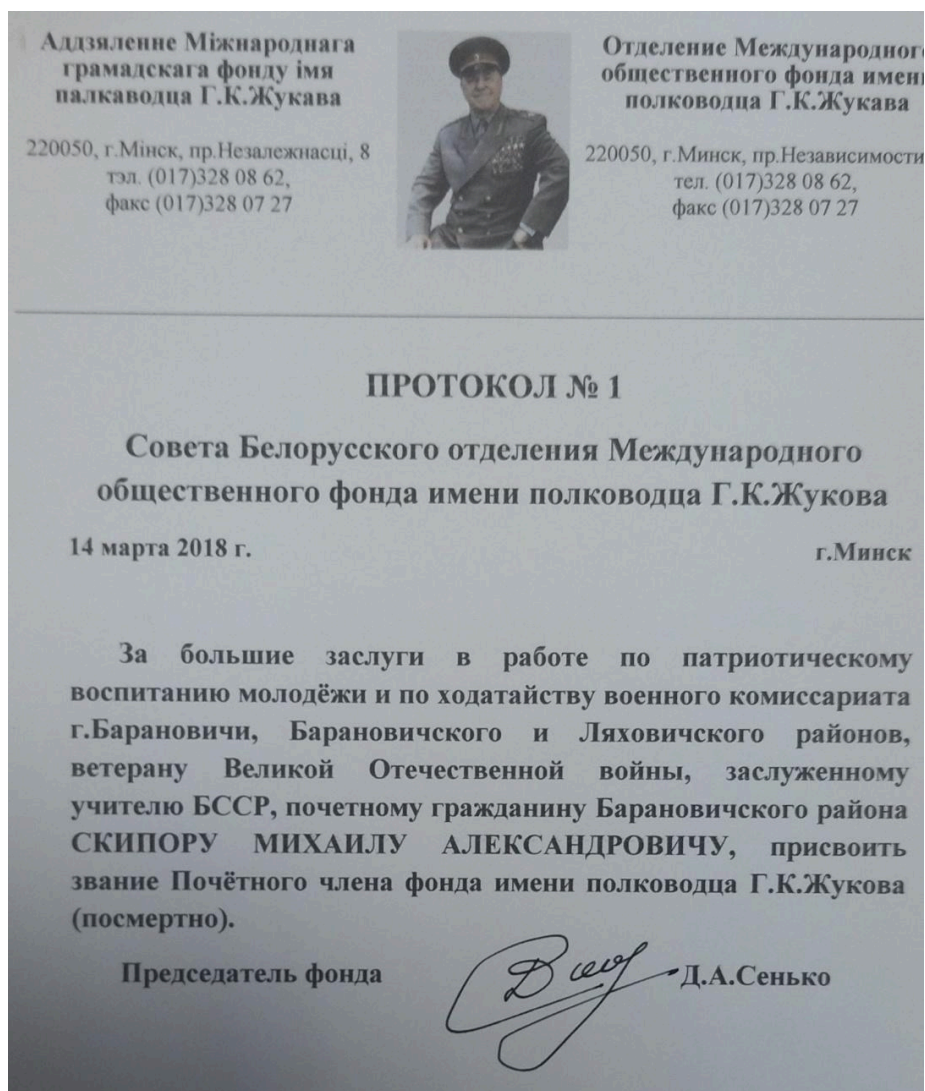 Аддзяленне Міжнароднага
грамадскага фонду імя
палкаводца Г.К.Жукава
220050, г.Мінск, пр.Незалежнасці, 8
тэл. (017)328 08 62,
факс (017)328 07 27
Отделение Международног
общественного фонда имени
полководца Г.К.Жукава
220050, г.Минск, пр.Независимости
тел. (017)328 08 62,
факс (017)328 07 27
ПРОТОКОЛ № 1
Совета Белорусского отделения Международного
общественного фонда имени полководца Г.К.Жукова
14 марта 2018 г. г.Минск
За большие заслуги в работе по патриотическому
воспитанию молодёжи и по ходатайству военного комиссариата
г.Барановичи, Барановичского и Ляховичского районов,
ветерану Великой Отечественной войны, заслуженному
учителю БССР, почетному гражданину Барановичского района
СКИПОРУ МИХАИЛУ АЛЕКСАНДРОВИЧУ, присвоить
звание Почётного члена фонда имени полководца Г.К.Жукова
(посмертно).
Председатель фонда Д.А.Сенько